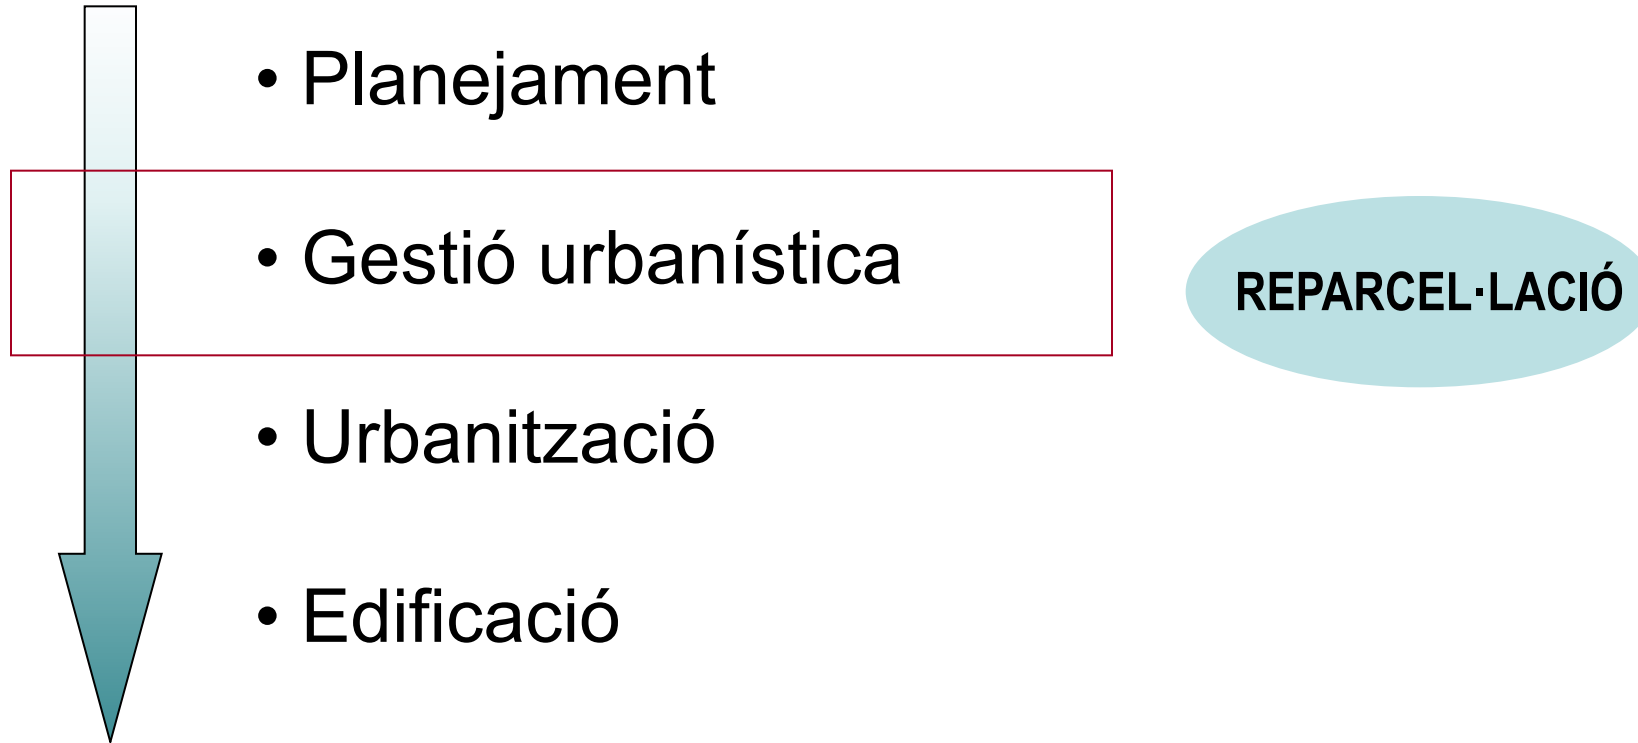 • Planejament
• Gestió urbanística
REPARCEL·LACIÓ
• Urbanització
• Edificació